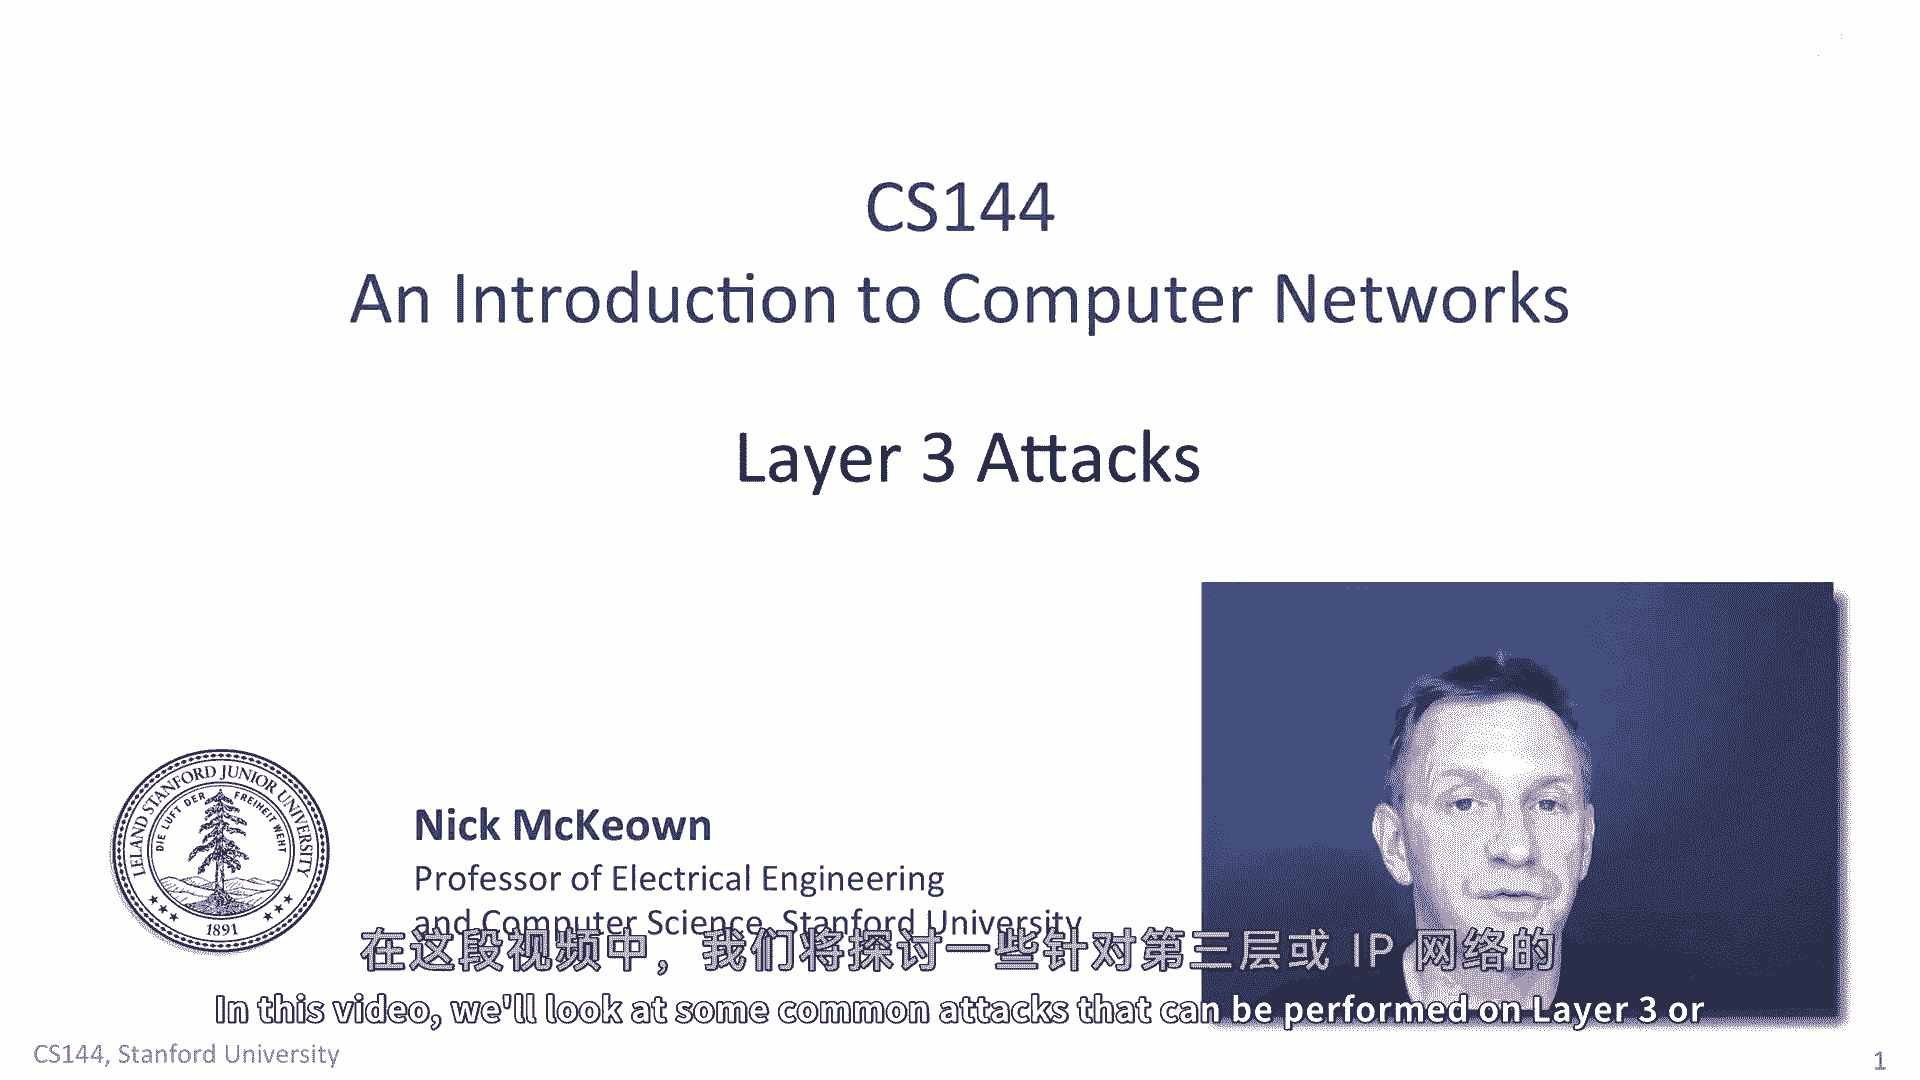 CS144
An Introduction to Computer Networks
Layer 3 Attacks
LELAND STANFORD JUNIOR UNIVERSITY
DIE LUFT DER FREIHEIT WEHT
1891
Nick McKeown
Professor of Electrical Engineering
and Computer Science, Stanford University
在这段视频中，我们将探讨一些针对第三层或 IP 网络的
In this video, we'll look at some common attacks that can be performed on Layer 3 or
CS144, Stanford University
1